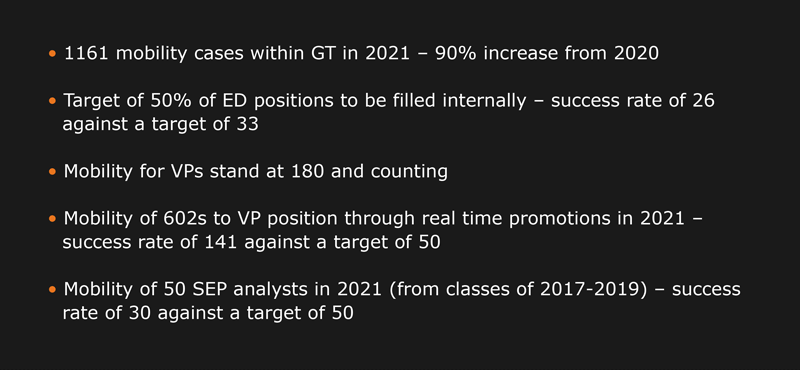 • 1161 mobility cases within GT in 2021 – 90% increase from 2020
• Target of 50% of ED positions to be filled internally – success rate of 26
against a target of 33
• Mobility for VPs stand at 180 and counting
• Mobility of 602s to VP position through real time promotions in 2021 –
success rate of 141 against a target of 50
• Mobility of 50 SEP analysts in 2021 (from classes of 2017-2019) – success
rate of 30 against a target of 50